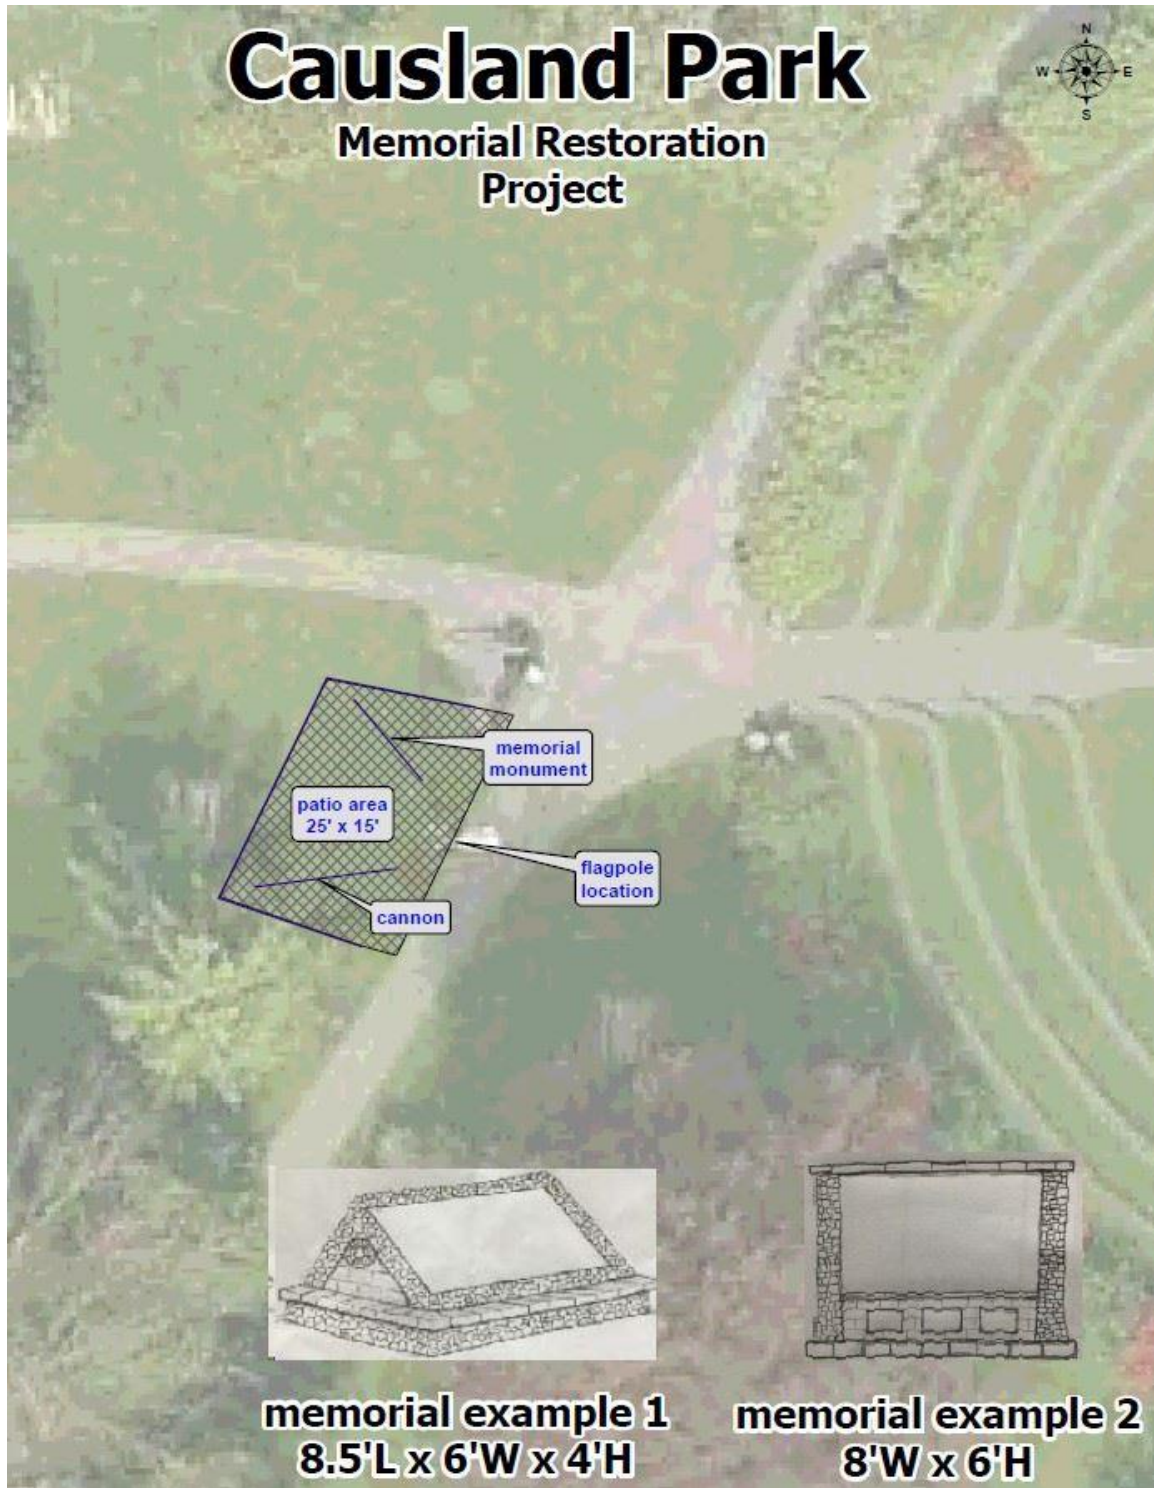 Causland Park
Memorial Restoration
Project
N
W
E
S
memorial
monument
patio area
25' x 15'
flagpole
location
cannon
memorial example 1
8.5'L x 6'W x 4'H
memorial example 2
8'W x 6'H